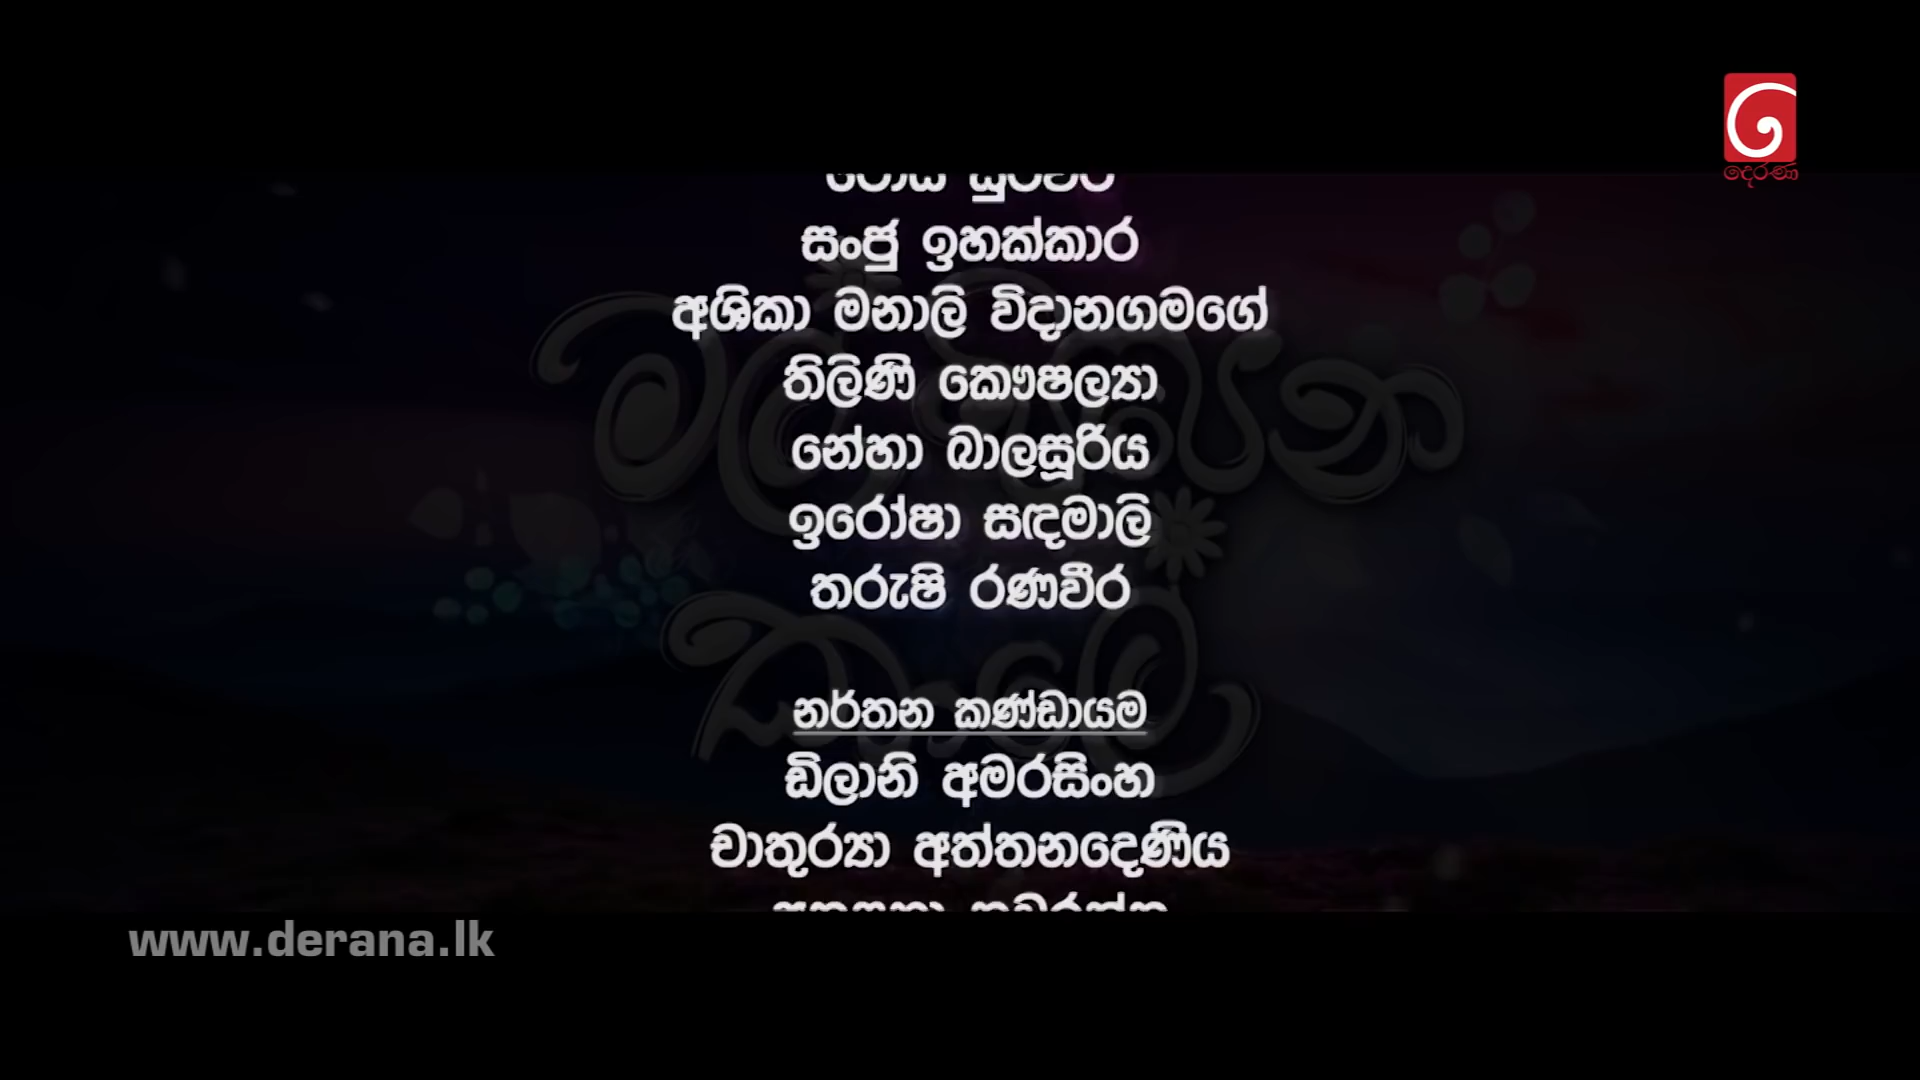 දෙරණ
සංජු ඉහක්කාර
අශිකා මනාලි විදානගමගේ
තිලිණි කෞෂල්‍යා
නේහා බාලසූරිය
ඉරෝෂා සඳමාලි
තරුෂි රණවීර
නර්තන කණ්ඩායම
ඩිලානි අමරසිංහ
චාතුර්‍යා අත්තනදෙණිය
www.derana.lk